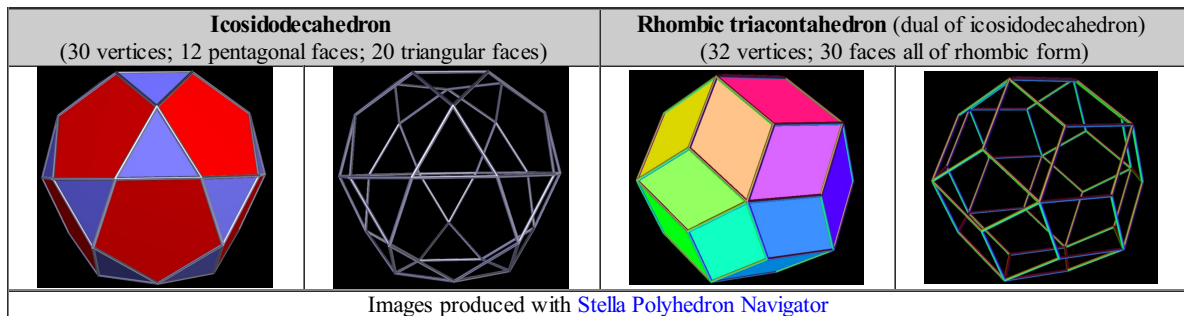 Icosidodecahedron
(30 vertices; 12 pentagonal faces; 20 triangular faces)
Rhombic triacontahedron (dual of icosidodecahedron)
(32 vertices; 30 faces all of rhombic form)
Images produced with Stella Polyhedron Navigator